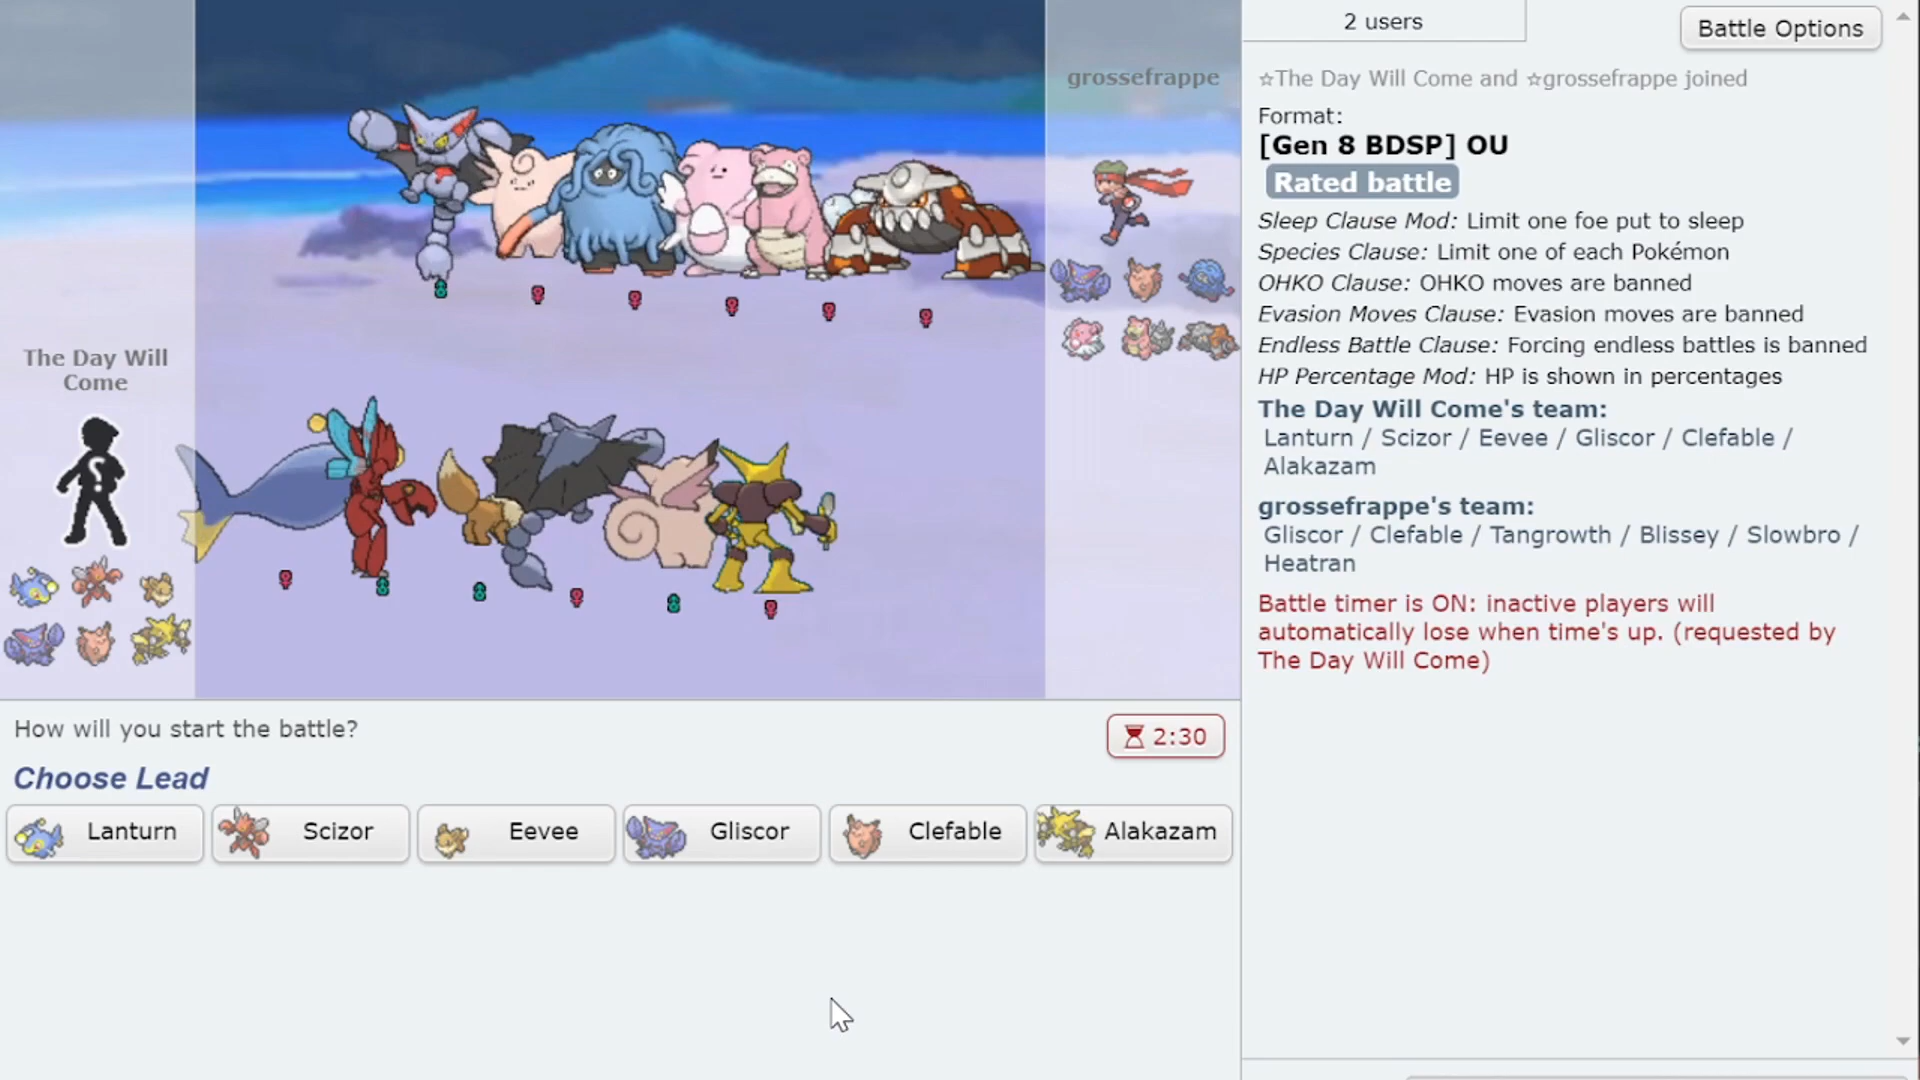 grossefrappe
The Day Will
Come
How will you start the battle?
2:30
Choose Lead
Lanturn
Scizor
Eevee
Gliscor
Clefable
Alakazam
2 users
Battle Options
☆The Day Will Come and ☆grossefrappe joined
Format:
[Gen 8 BDSP] OU
Rated battle
Sleep Clause Mod: Limit one foe put to sleep
Species Clause: Limit one of each Pokémon
OHKO Clause: OHKO moves are banned
Evasion Moves Clause: Evasion moves are banned
Endless Battle Clause: Forcing endless battles is banned
HP Percentage Mod: HP is shown in percentages
The Day Will Come's team:
Lanturn / Scizor / Eevee / Gliscor / Clefable /
Alakazam
grossefrappe's team:
Gliscor / Clefable / Tangrowth / Blissey / Slowbro /
Heatran
Battle timer is ON: inactive players will
automatically lose when time's up. (requested by
The Day Will Come)